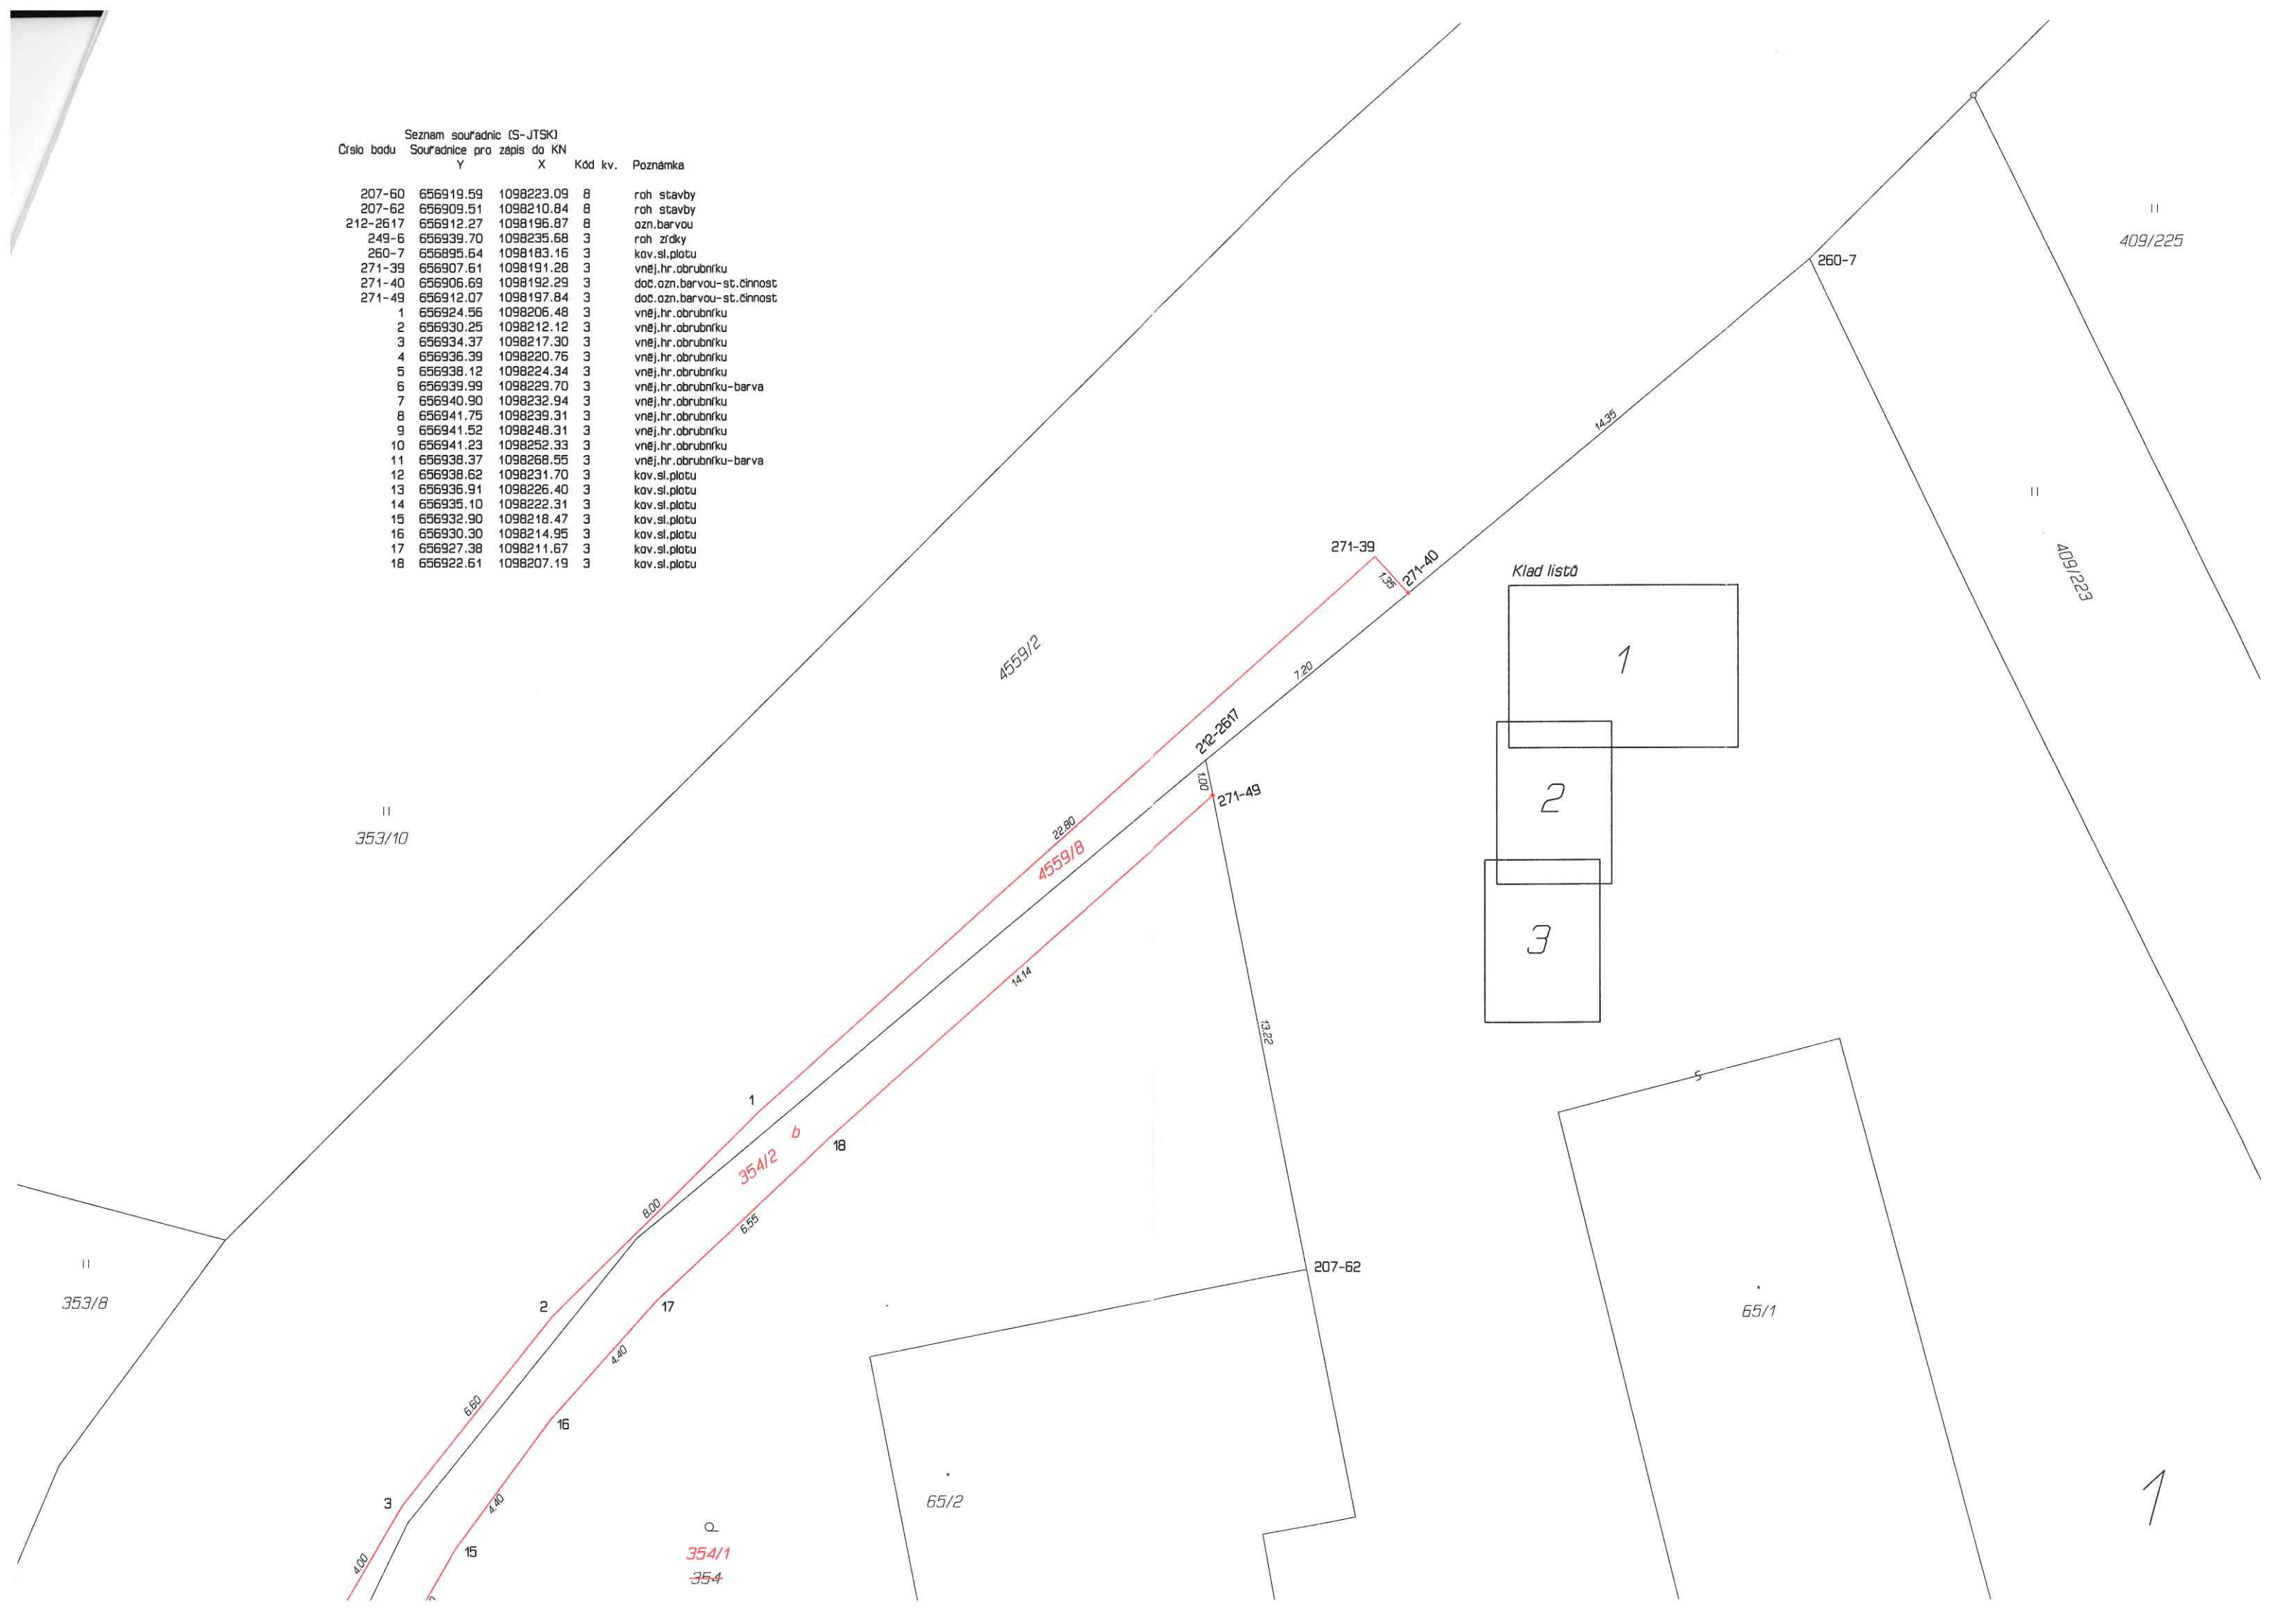 Seznam souřadnic (S-JTSK)
Číslo bodu Souřadnice pro zápis do KN
Y X Kód kv. Poznámka
207-60 656919.59 1098223.09 8 roh stavby
207-62 656909.51 1098210.84 8 roh stavby
212-2617 656912.27 1098196.87 8 ozn.barvou
249-6 656939.70 1098235.68 3 roh zídky
260-7 656895.64 1098183.16 3 kov.sl.plotu
271-39 656907.61 1098191.28 3 vněj.hr.obrubníku
271-40 656906.69 1098192.29 3 doč.ozn.barvou-st.činnost
271-49 656912.07 1098197.84 3 doč.ozn.barvou-st.činnost
1 656924.56 1098206.48 3 vněj.hr.obrubníku
2 656930.25 1098212.12 3 vněj.hr.obrubníku
3 656934.37 1098217.30 3 vněj.hr.obrubníku
4 656936.39 1098220.76 3 vněj.hr.obrubníku
5 656938.12 1098224.34 3 vněj.hr.obrubníku
6 656939.99 1098229.70 3 vněj.hr.obrubníku-barva
7 656940.90 1098232.94 3 vněj.hr.obrubníku
8 656941.75 1098239.31 3 vněj.hr.obrubníku
9 656941.52 1098248.31 3 vněj.hr.obrubníku
10 656941.23 1098252.33 3 vněj.hr.obrubníku
11 656938.37 1098268.55 3 vněj.hr.obrubníku-barva
12 656938.62 1098231.70 3 kov.sl.plotu
13 656936.91 1098226.40 3 kov.sl.plotu
14 656935.10 1098222.31 3 kov.sl.plotu
15 656932.90 1098218.47 3 kov.sl.plotu
16 656930.30 1098214.95 3 kov.sl.plotu
17 656927.38 1098211.67 3 kov.sl.plotu
18 656922.61 1098207.19 3 kov.sl.plotu
409/225
260-7
14.35
409/223
271-39
1.35
271-40
Klad listů
1
2
3
4559/2
7.20
212-2617
1.00
271-49
353/10
22.80
4559/8
14.14
13.22
1
b
354/2
18
8.00
6.55
207-62
353/8
2
17
65/1
4.40
6.60
16
3
4.40
65/2
15
4.00
354/1
354
1